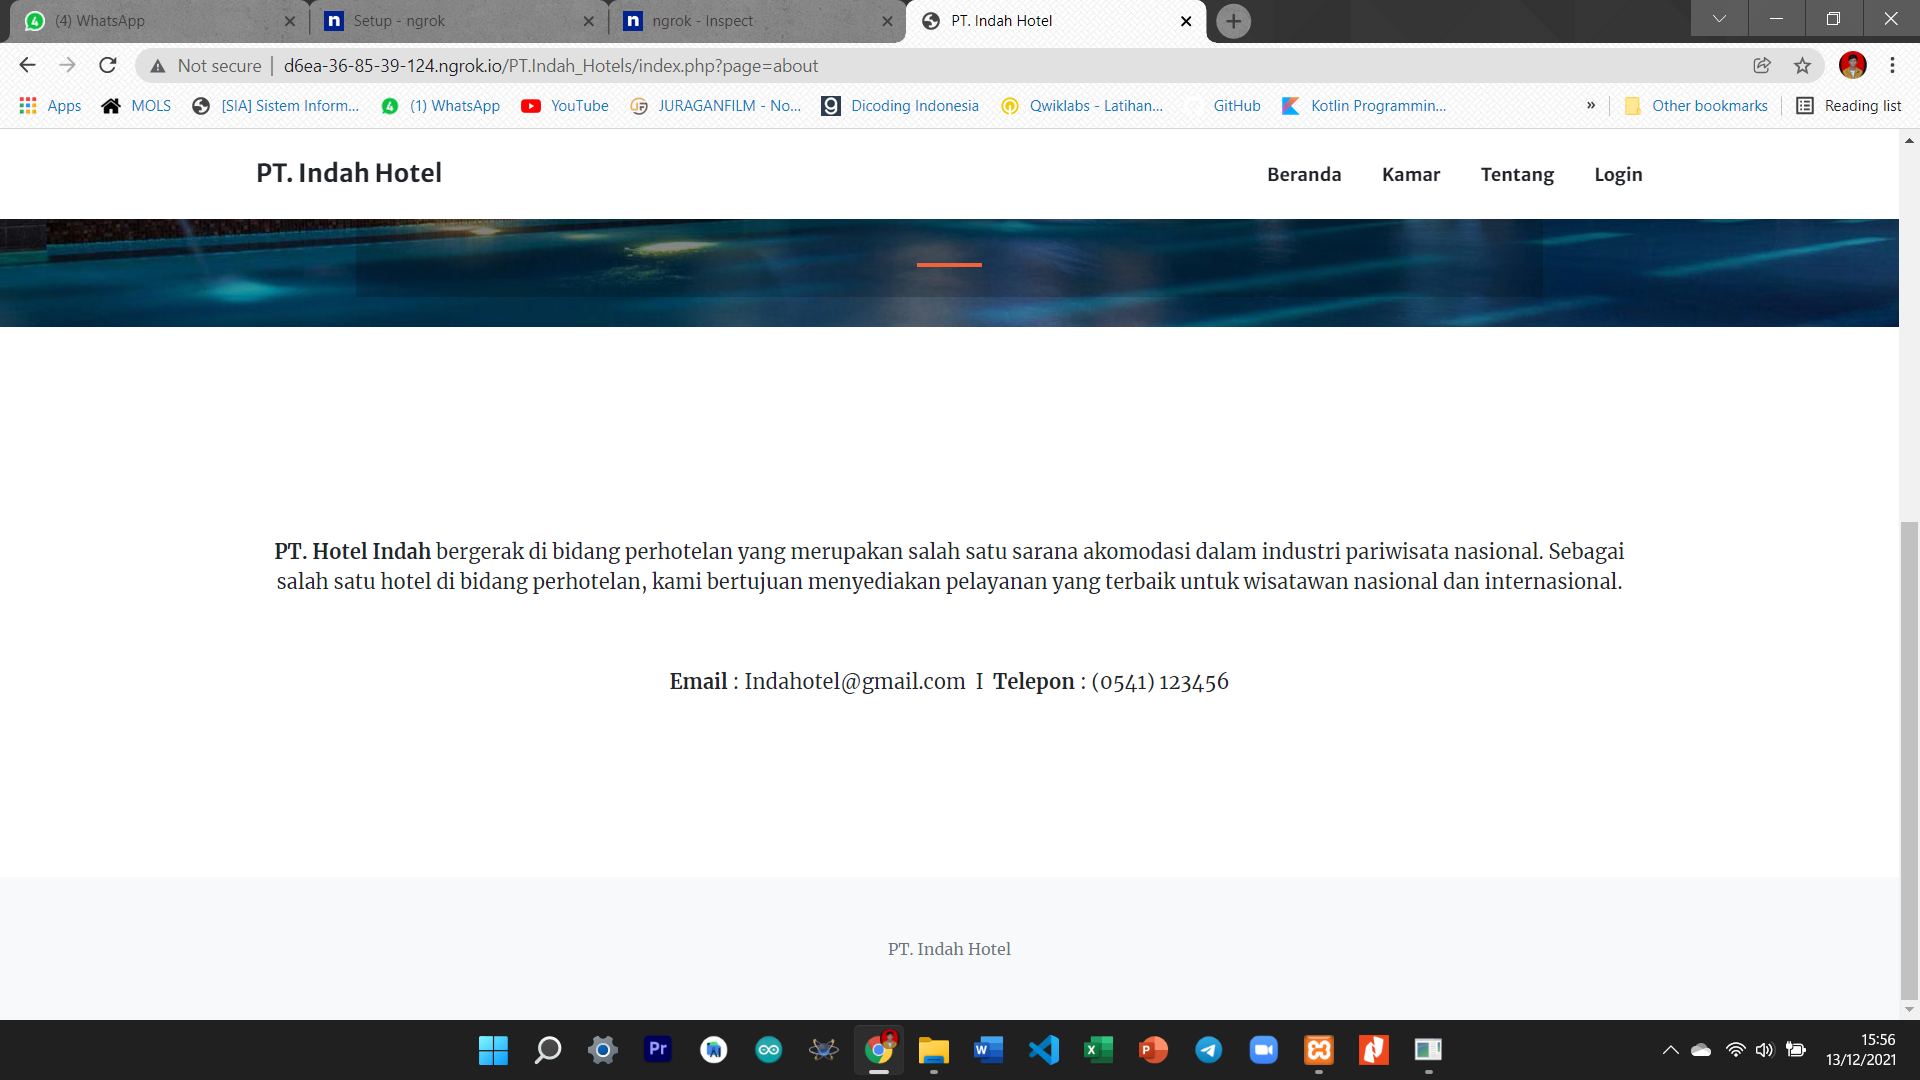 (4) WhatsApp
Setup - ngrok
ngrok - Inspect
PT. Indah Hotel
Not secure
d6ea-36-85-39-124.ngrok.io/PT.Indah_Hotels/index.php?page=about
Apps
MOLS
[SIA] Sistem Inform...
(1) WhatsApp
YouTube
JURAGANFILM - No...
Dicoding Indonesia
Qwiklabs - Latihan...
GitHub
Kotlin Programmin...
»
Other bookmarks
Reading list
PT. Indah Hotel
Beranda
Kamar
Tentang
Login
PT. Hotel Indah bergerak di bidang perhotelan yang merupakan salah satu sarana akomodasi dalam industri pariwisata nasional. Sebagai
salah satu hotel di bidang perhotelan, kami bertujuan menyediakan pelayanan yang terbaik untuk wisatawan nasional dan internasional.
Email : Indahotel@gmail.com I Telepon : (0541) 123456
PT. Indah Hotel
15:56
13/12/2021